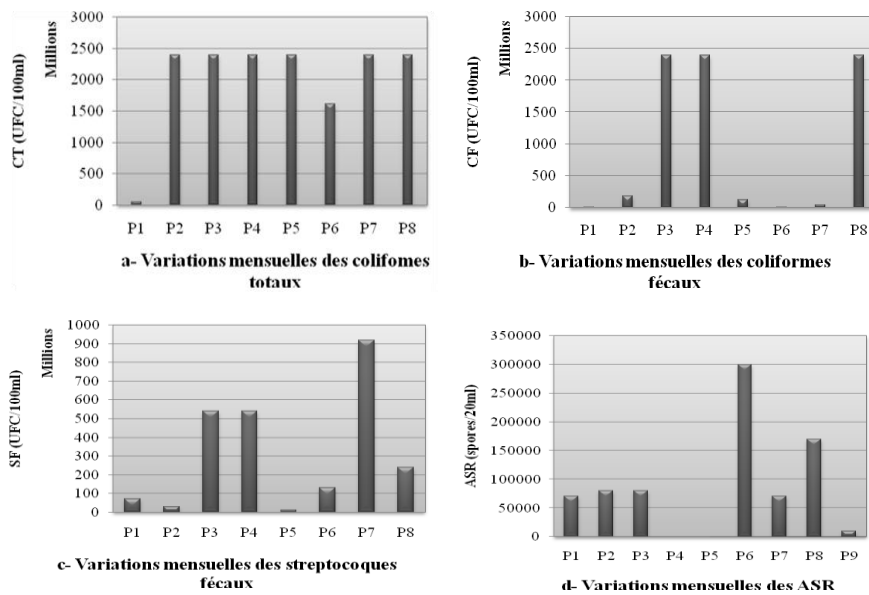 Millions
CT (UFC/100ml)
3000
2500
2000
1500
1000
500
0
P1 P2 P3 P4 P5 P6 P7 P8
a- Variations mensuelles des colifomes
totaux
Millions
CF (UFC/100ml)
3000
2500
2000
1500
1000
500
0
P1 P2 P3 P4 P5 P6 P7 P8
b- Variations mensuelles des coliformes
fécaux
Millions
SF (UFC/100ml)
1000
900
800
700
600
500
400
300
200
100
0
P1 P2 P3 P4 P5 P6 P7 P8
c- Variations mensuelles des streptocoques
fécaux
ASR (spores/20ml)
350000
300000
250000
200000
150000
100000
50000
0
P1 P2 P3 P4 P5 P6 P7 P8 P9
d- Variations mensuelles des ASR